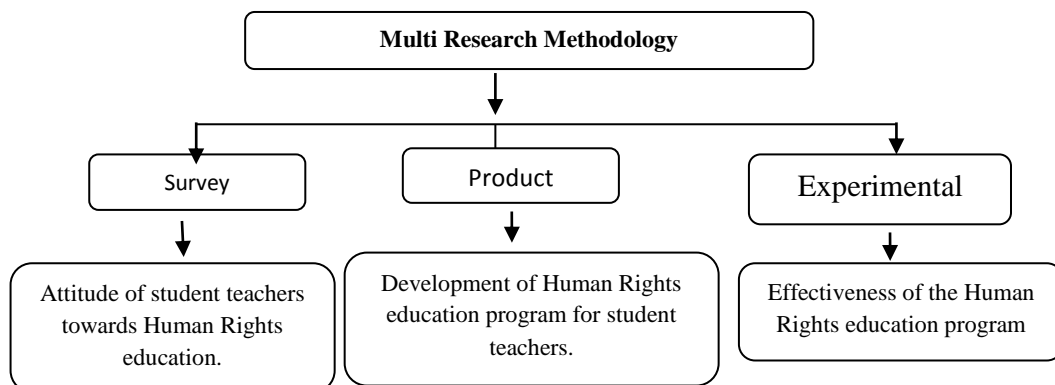 Multi Research Methodology
Survey
Product
Experimental
Attitude of student teachers
towards Human Rights
education.
Development of Human Rights
education program for student
teachers.
Effectiveness of the Human
Rights education program